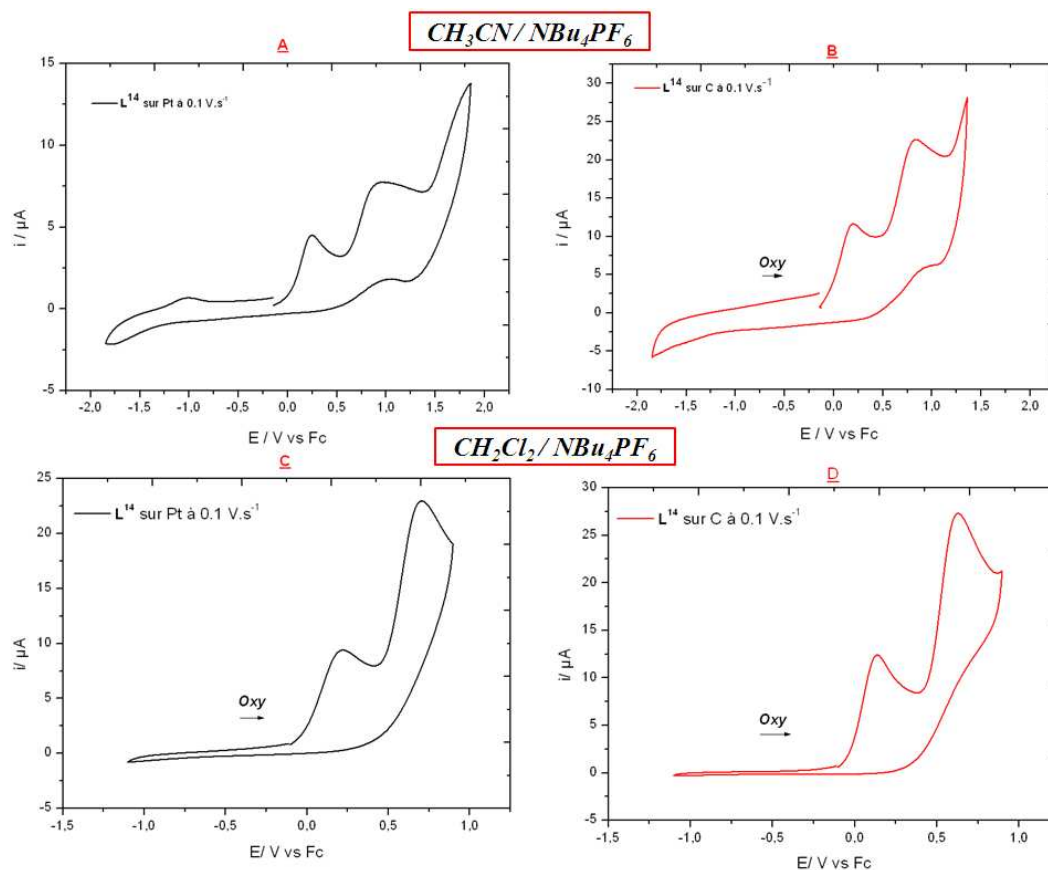 CH₃CN / NBu₄PF₆
A
15
10
5
0
-5
i / µA
L¹⁴ sur Pt à 0.1 V.s⁻¹
-2,0 -1,5 -1,0 -0,5 0,0 0,5 1,0 1,5 2,0
E / V vs Fc
B
30
25
20
15
10
5
0
-5
-10
i / µA
L¹⁴ sur C à 0.1 V.s⁻¹
Oxy
-2,0 -1,5 -1,0 -0,5 0,0 0,5 1,0 1,5 2,0
E / V vs Fc
CH₂Cl₂ / NBu₄PF₆
C
25
20
15
10
5
0
-5
i/ µA
L¹⁴ sur Pt à 0.1 V.s⁻¹
Oxy
-1,5 -1,0 -0,5 0,0 0,5 1,0
E/ V vs Fc
D
30
25
20
15
10
5
0
-5
i/ µA
L¹⁴ sur C à 0.1 V.s⁻¹
Oxy
-1,5 -1,0 -0,5 0,0 0,5 1,0
E/ V vs Fc